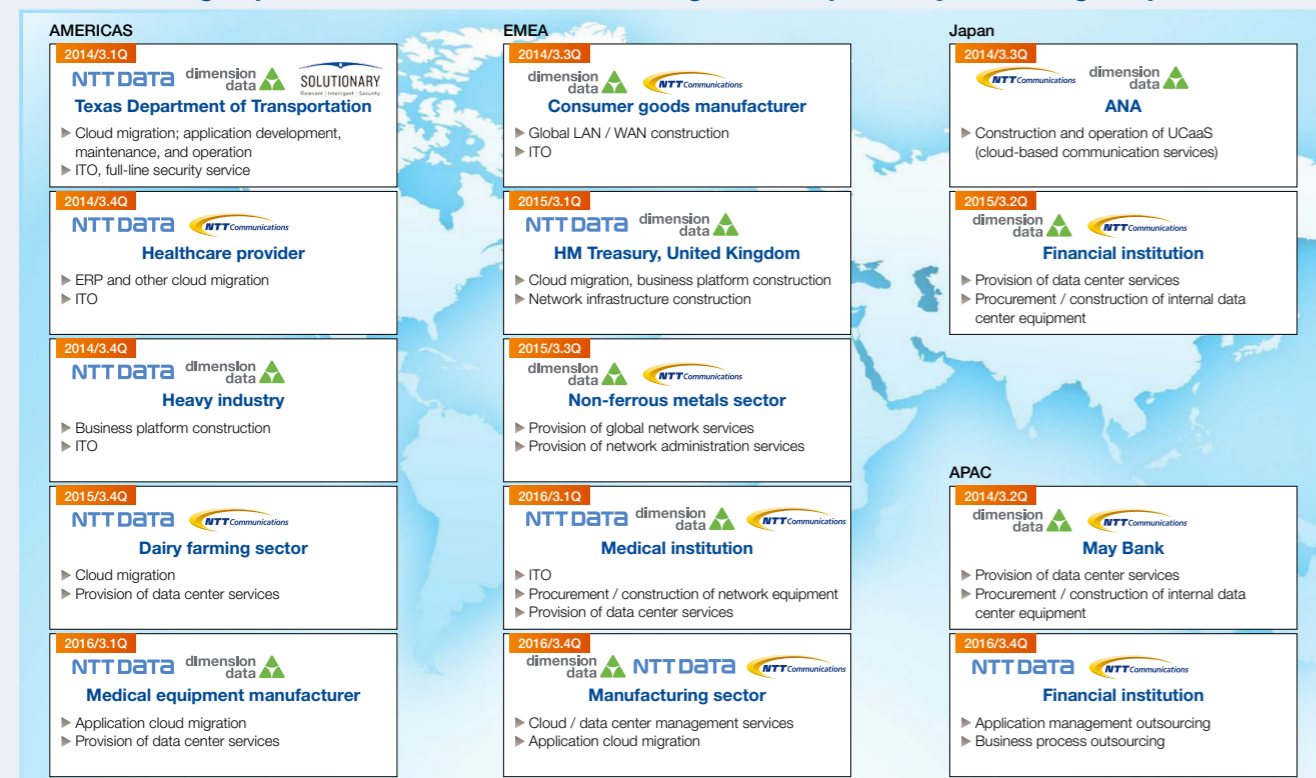 AMERICAS
2014/3.1Q
NTT DATA dimension data SOLUTIONARY
Relevant | Intelligent | Security
Texas Department of Transportation
Cloud migration; application development,
maintenance, and operation
ITO, full-line security service
2014/3.4Q
NTT DATA NTT Communications
Healthcare provider
ERP and other cloud migration
ITO
2014/3.4Q
NTT DATA dimension data
Heavy industry
Business platform construction
ITO
2015/3.4Q
NTT DATA NTT Communications
Dairy farming sector
Cloud migration
Provision of data center services
2016/3.1Q
NTT DATA dimension data
Medical equipment manufacturer
Application cloud migration
Provision of data center services
EMEA
2014/3.3Q
dimension data NTT Communications
Consumer goods manufacturer
Global LAN / WAN construction
ITO
2015/3.1Q
NTT DATA dimension data
HM Treasury, United Kingdom
Cloud migration, business platform construction
Network infrastructure construction
2015/3.3Q
dimension data NTT Communications
Non-ferrous metals sector
Provision of global network services
Provision of network administration services
2016/3.1Q
NTT DATA dimension data NTT Communications
Medical institution
ITO
Procurement / construction of network equipment
Provision of data center services
2016/3.4Q
dimension data NTT DATA NTT Communications
Manufacturing sector
Cloud / data center management services
Application cloud migration
Japan
2014/3.3Q
NTT Communications dimension data
ANA
Construction and operation of UCaaS
(cloud-based communication services)
2015/3.2Q
dimension data NTT Communications
Financial institution
Provision of data center services
Procurement / construction of internal data
center equipment
APAC
2014/3.2Q
dimension data NTT Communications
May Bank
Provision of data center services
Procurement / construction of internal data
center equipment
2016/3.4Q
NTT DATA NTT Communications
Financial institution
Application management outsourcing
Business process outsourcing